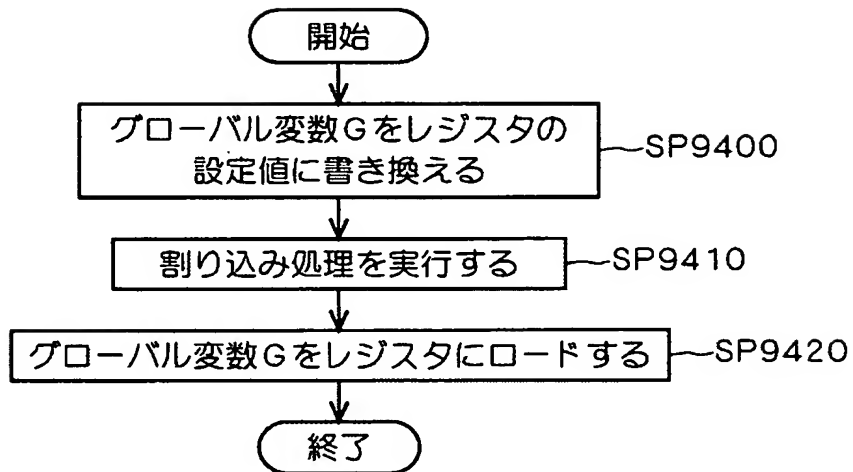 開始
グローバル変数Gをレジスタの
設定値に書き換える
SP9400
割り込み処理を実行する
SP9410
グローバル変数Gをレジスタにロードする
SP9420
終了